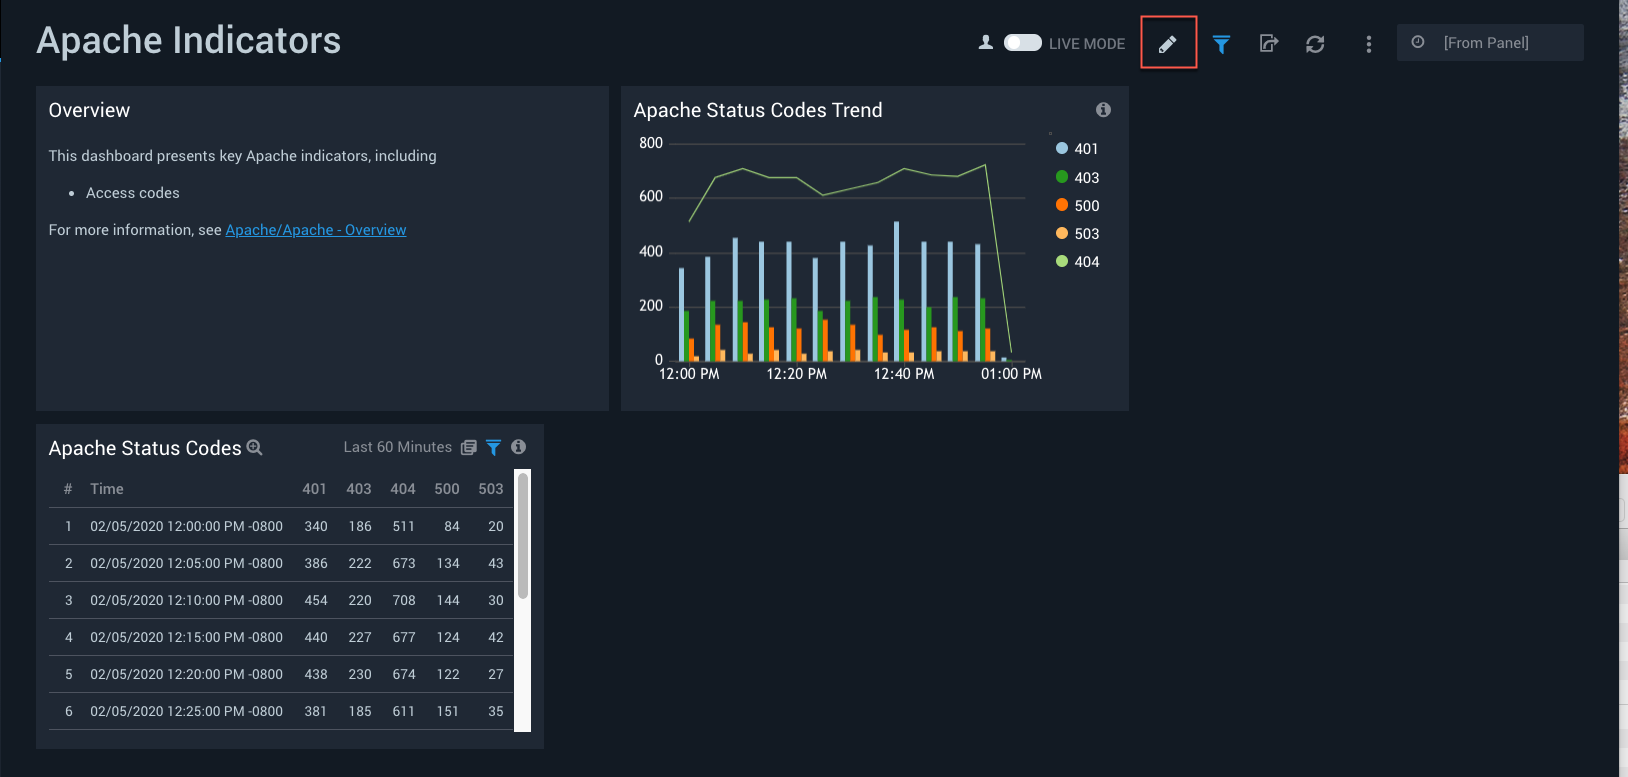 Apache Indicators
LIVE MODE
[From Panel]
Overview
This dashboard presents key Apache indicators, including
• Access codes
For more information, see Apache/Apache - Overview
Apache Status Codes Trend
800
600
400
200
0
12:00 PM 12:20 PM 12:40 PM 01:00 PM
401
403
500
503
404
Apache Status Codes
Last 60 Minutes
# Time 401 403 404 500 503
1 02/05/2020 12:00:00 PM -0800 340 186 511 84 20
2 02/05/2020 12:05:00 PM -0800 386 222 673 134 43
3 02/05/2020 12:10:00 PM -0800 454 220 708 144 30
4 02/05/2020 12:15:00 PM -0800 440 227 677 124 42
5 02/05/2020 12:20:00 PM -0800 438 230 674 122 27
6 02/05/2020 12:25:00 PM -0800 381 185 611 151 35